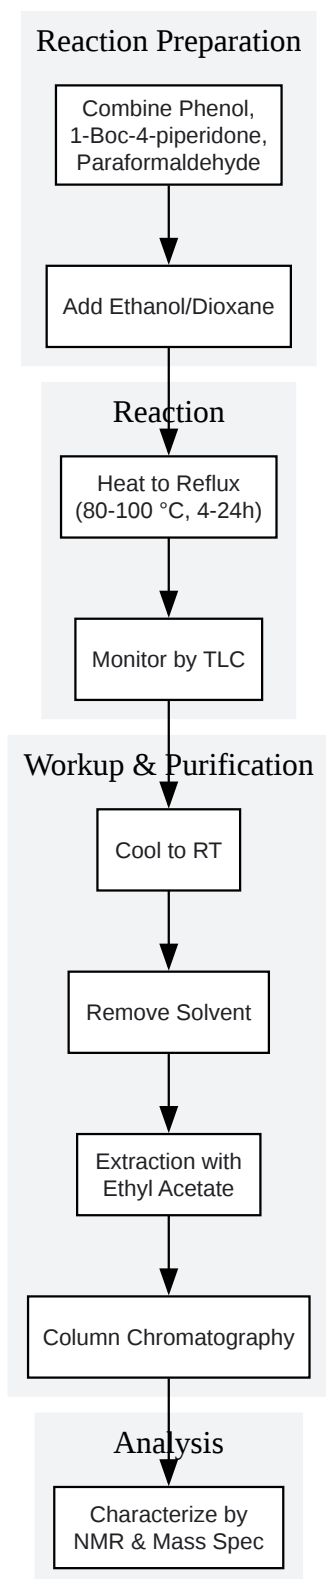 Reaction Preparation
Combine Phenol,
1-Boc-4-piperidone,
Paraformaldehyde
Add Ethanol/Dioxane
Reaction
Heat to Reflux
(80-100 °C, 4-24h)
Monitor by TLC
Workup & Purification
Cool to RT
Remove Solvent
Extraction with
Ethyl Acetate
Column Chromatography
Analysis
Characterize by
NMR & Mass Spec